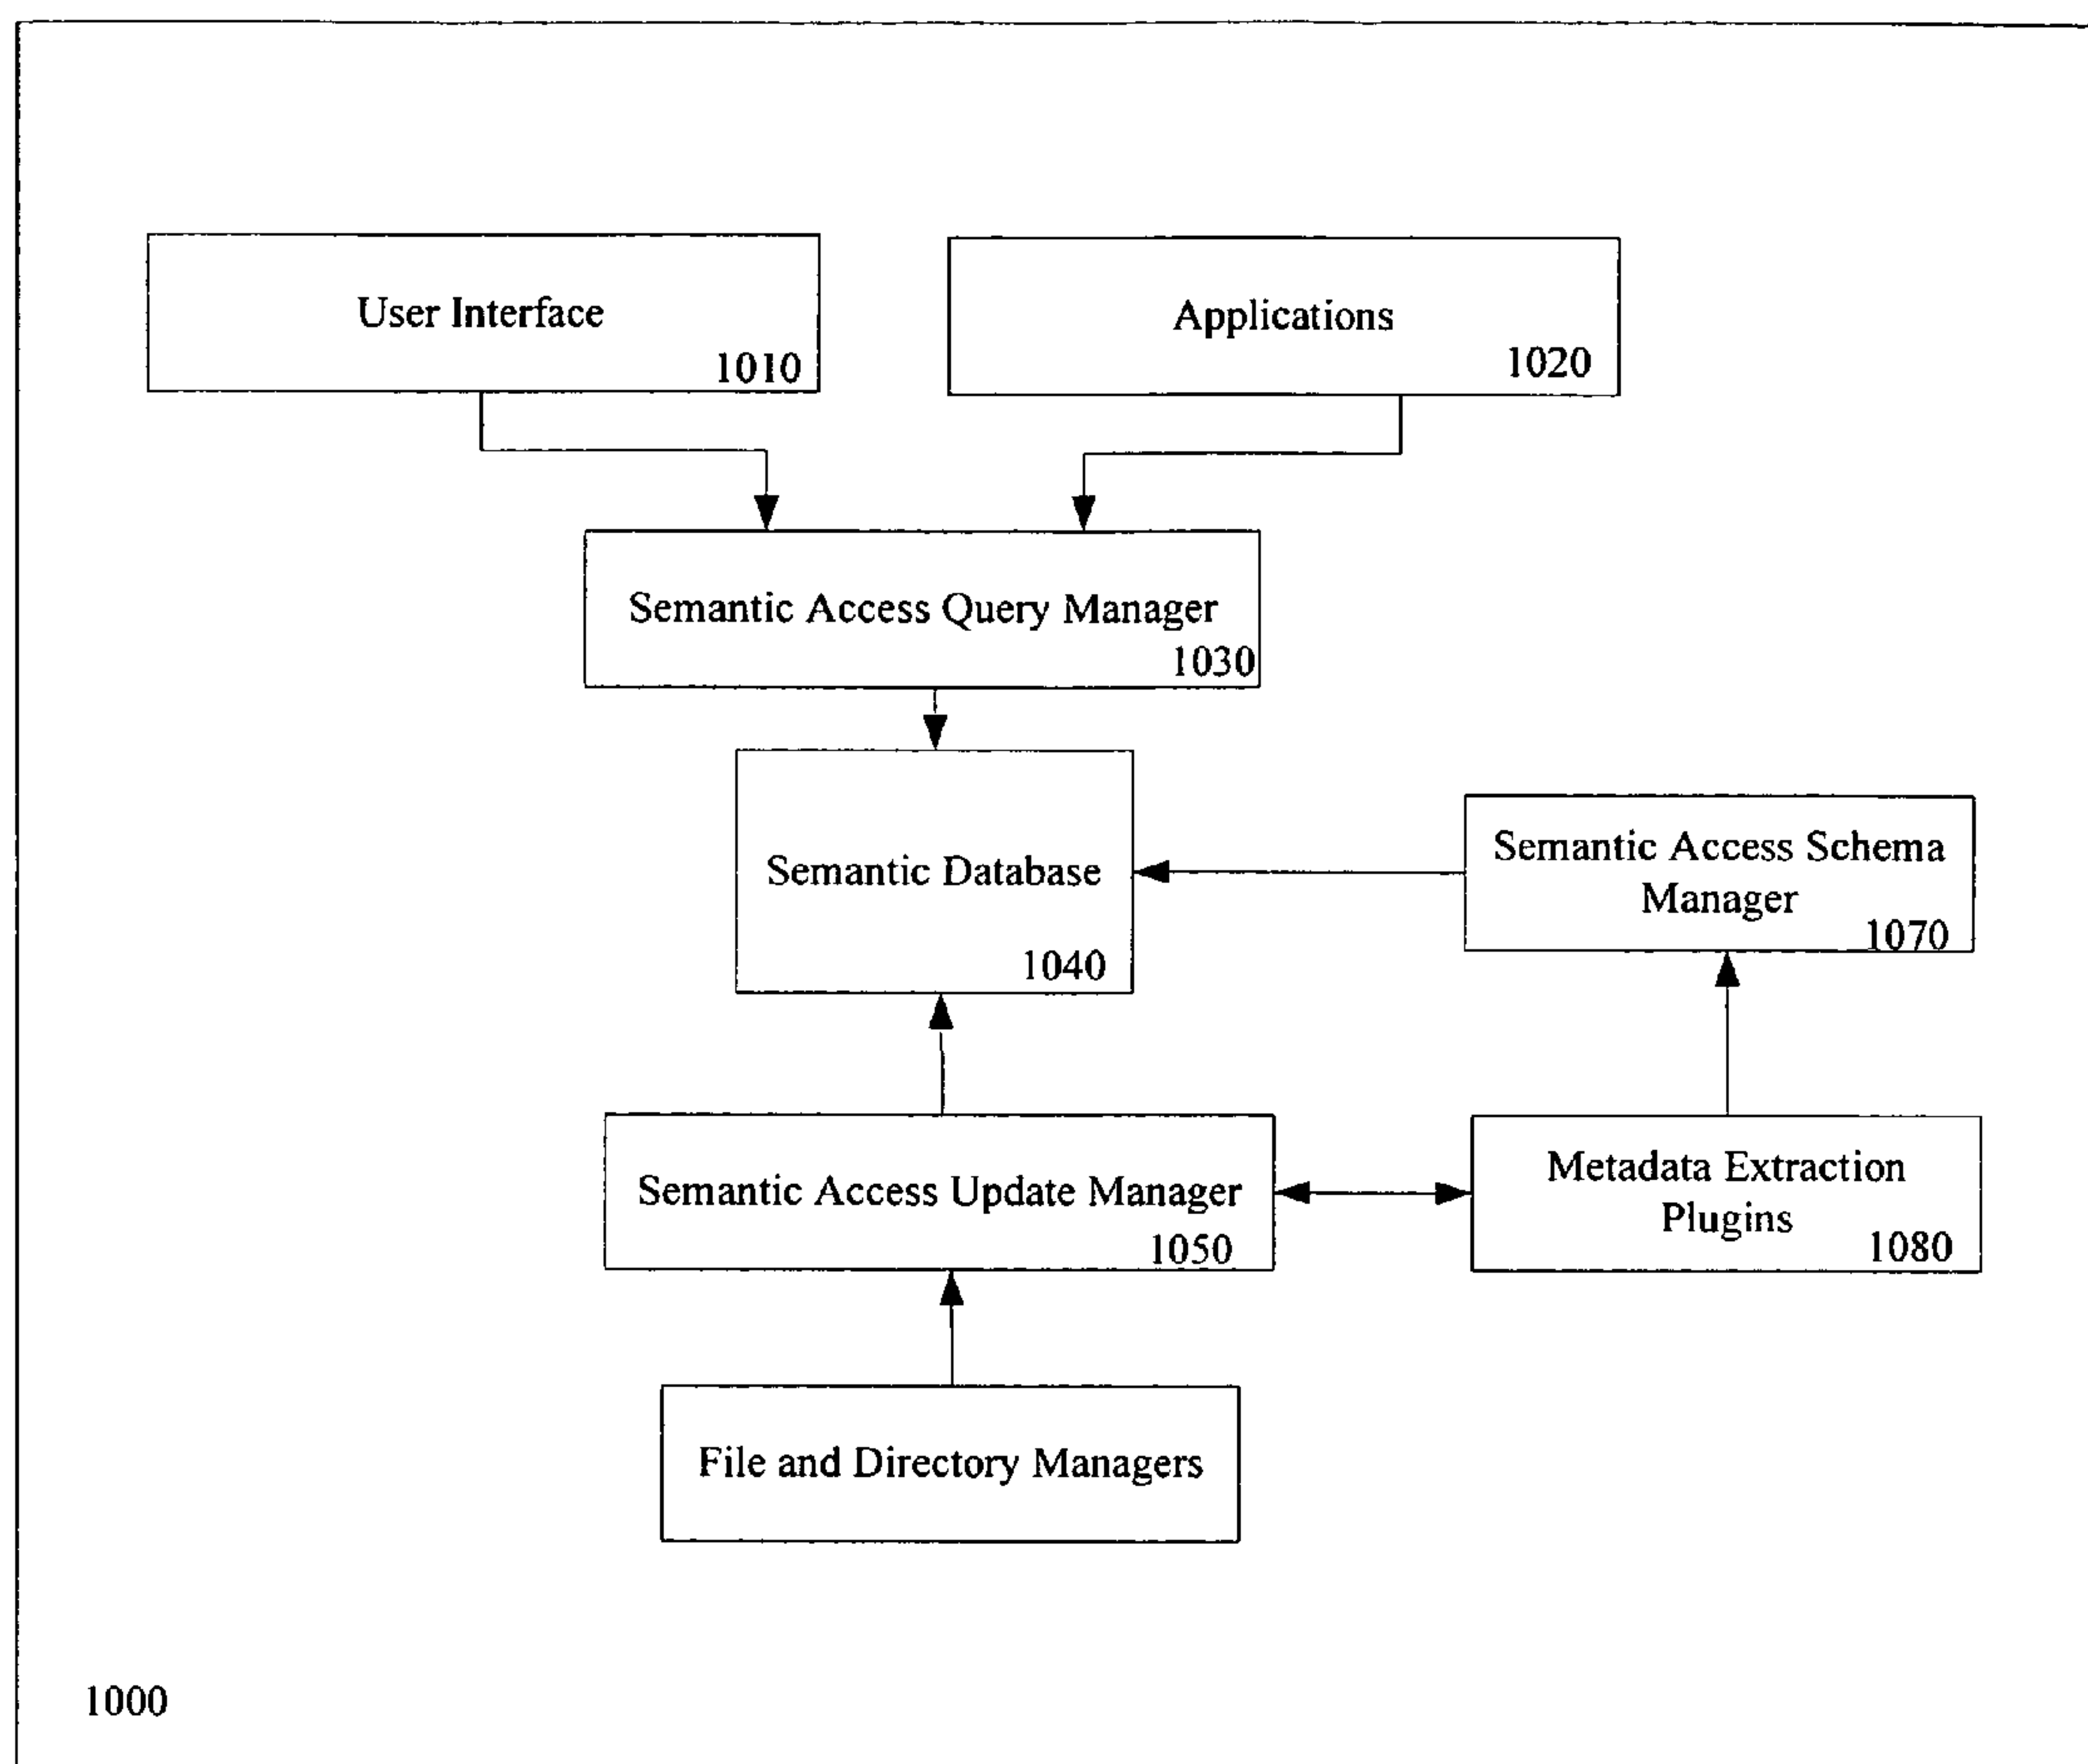 User Interface
1010
Applications
1020
Semantic Access Query Manager
1030
Semantic Database
1040
Semantic Access Schema
Manager
1070
Semantic Access Update Manager
1050
Metadata Extraction
Plugins
1080
File and Directory Managers
1000